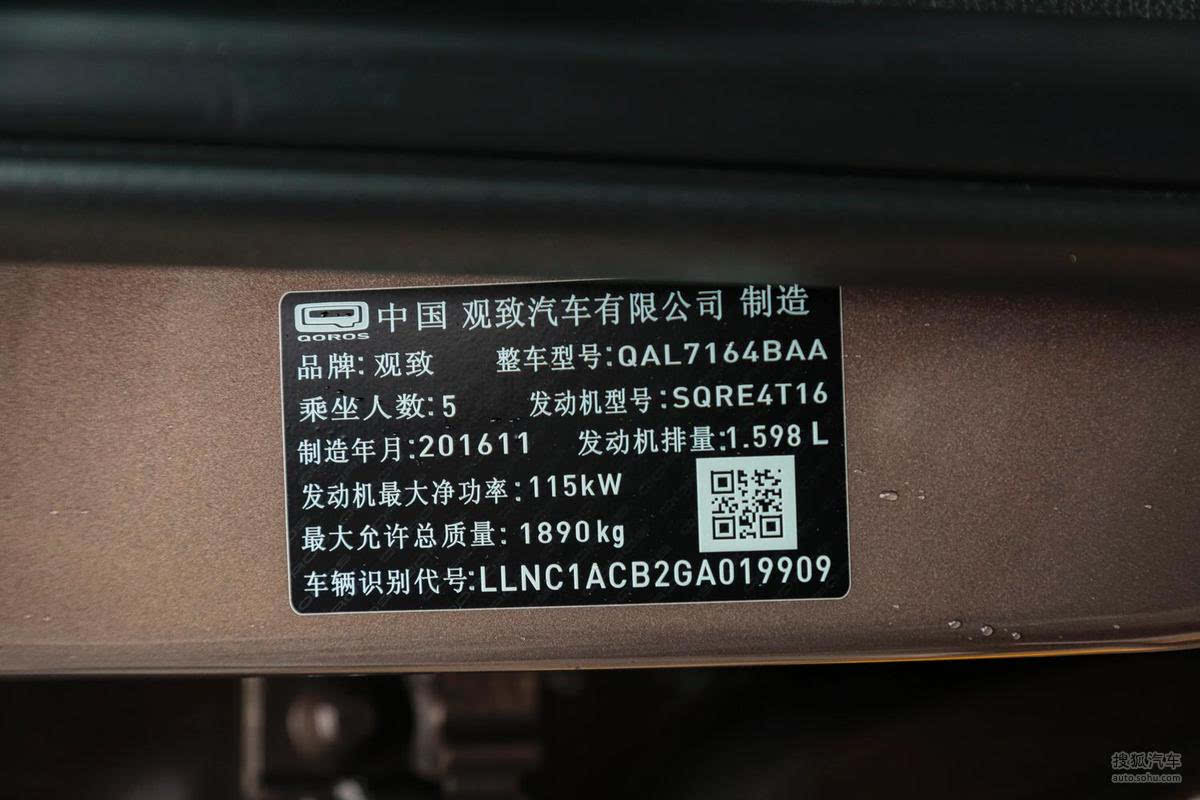 QOROS 中国 观致汽车有限公司 制造
品牌: 观致 整车型号:QAL7164BAA
乘坐人数:5 发动机型号:SQRE4T16
制造年月:201611 发动机排量:1.598 L
发动机最大净功率:115kW
最大允许总质量: 1890kg
车辆识别代号:LLNC1ACB2GA019909
搜狐汽车
auto.sohu.com